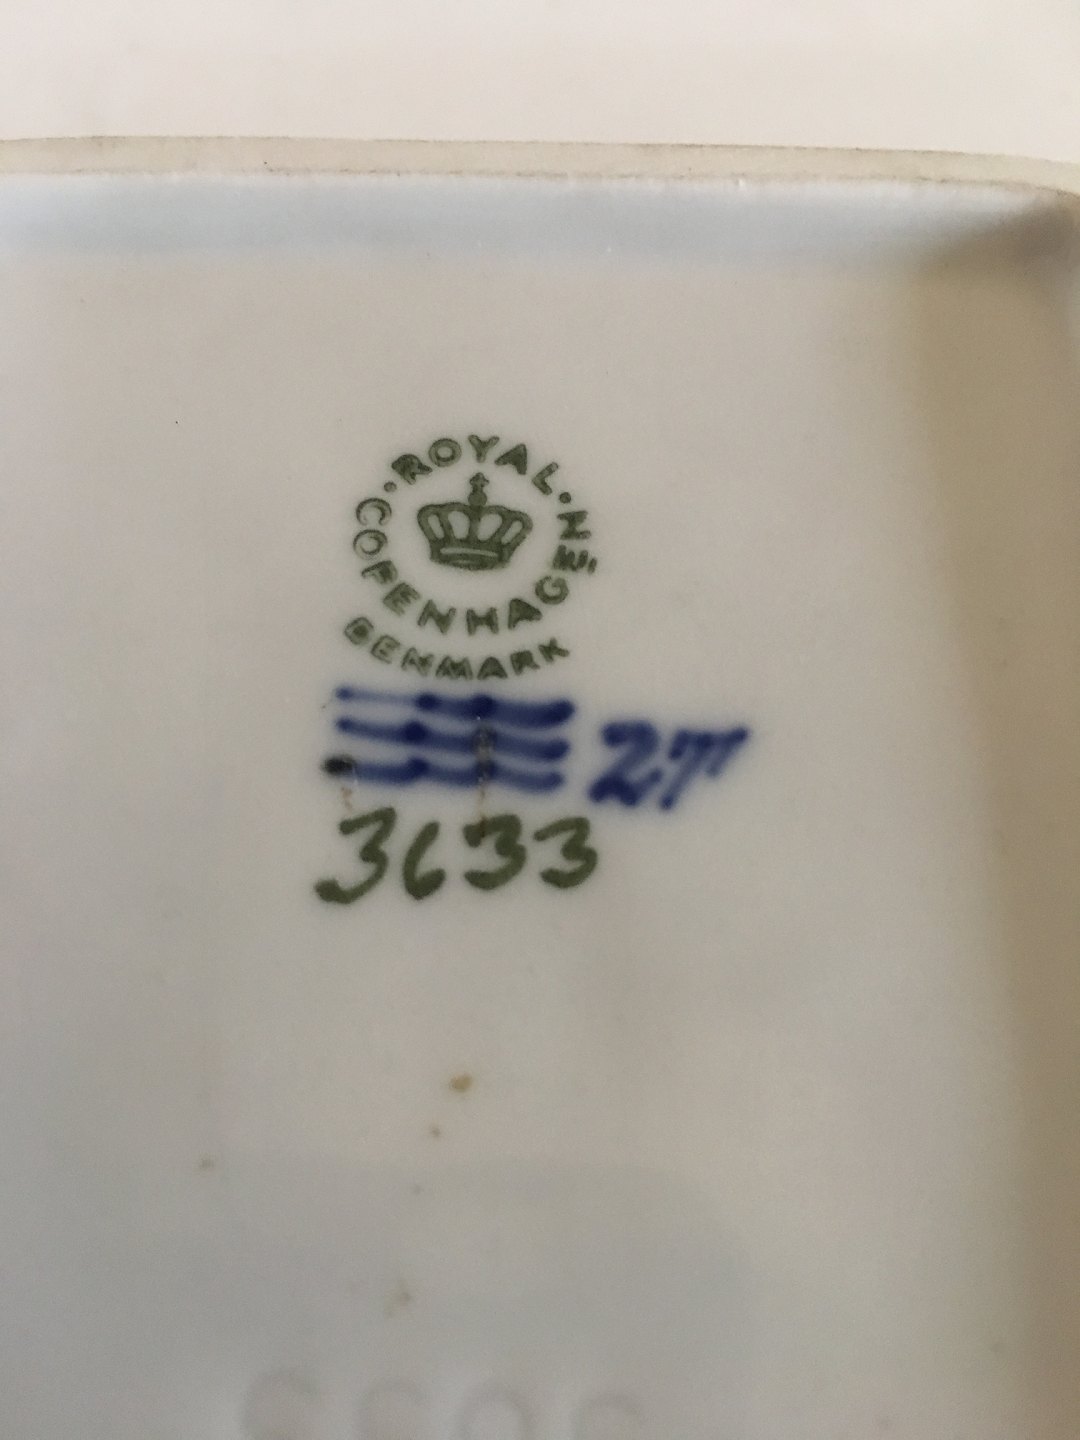 ROYAL
COPENHAGEN
DENMARK
3633